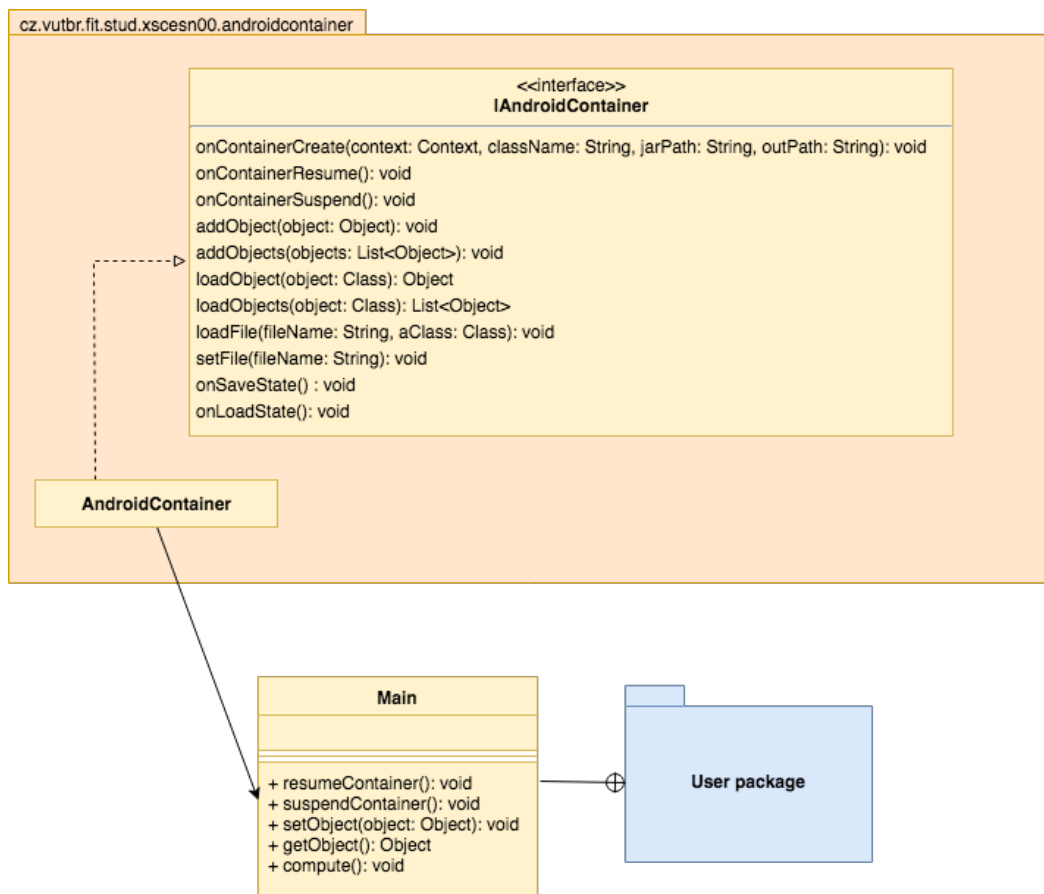 cz.vutbr.fit.stud.xscesn00.androidcontainer
<<interface>>
IAndroidContainer
onContainerCreate(context: Context, className: String, jarPath: String, outPath: String): void
onContainerResume(): void
onContainerSuspend(): void
addObject(object: Object): void
addObjects(objects: List<Object>): void
loadObject(object: Class): Object
loadObjects(object: Class): List<Object>
loadFile(fileName: String, aClass: Class): void
setFile(fileName: String): void
onSaveState() : void
onLoadState(): void
AndroidContainer
Main
+ resumeContainer(): void
+ suspendContainer(): void
+ setObject(object: Object): void
+ getObject(): Object
+ compute(): void
User package